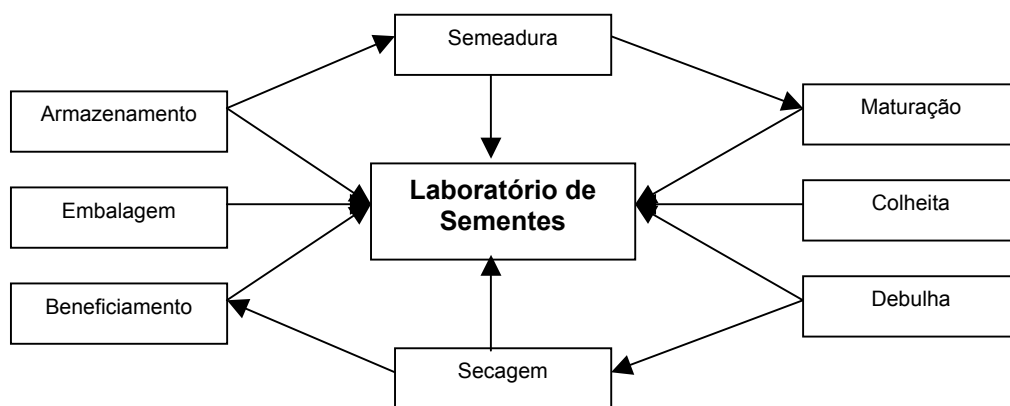 Semeadura
Armazenamento
Maturação
Laboratório de
Sementes
Embalagem
Colheita
Beneficiamento
Debulha
Secagem